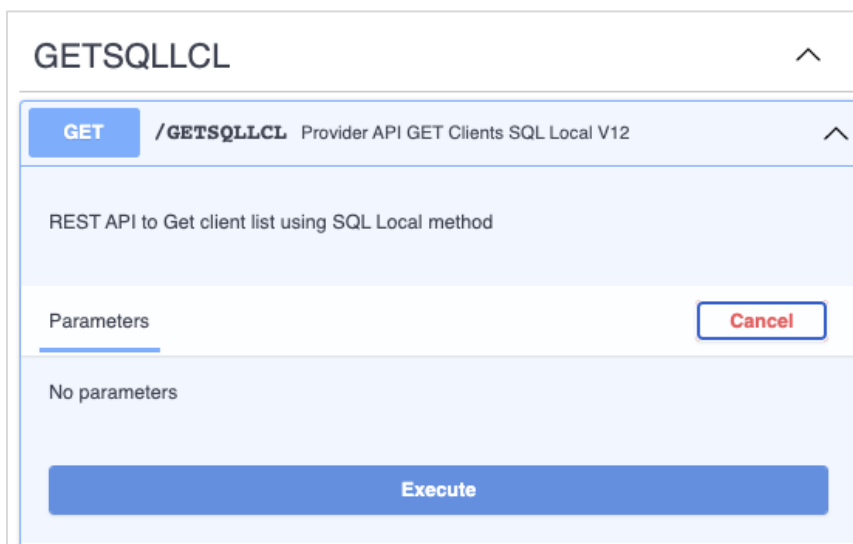 GETSQLLCL
GET /GETSQLLCL Provider API GET Clients SQL Local V12
REST API to Get client list using SQL Local method
Parameters Cancel
No parameters
Execute